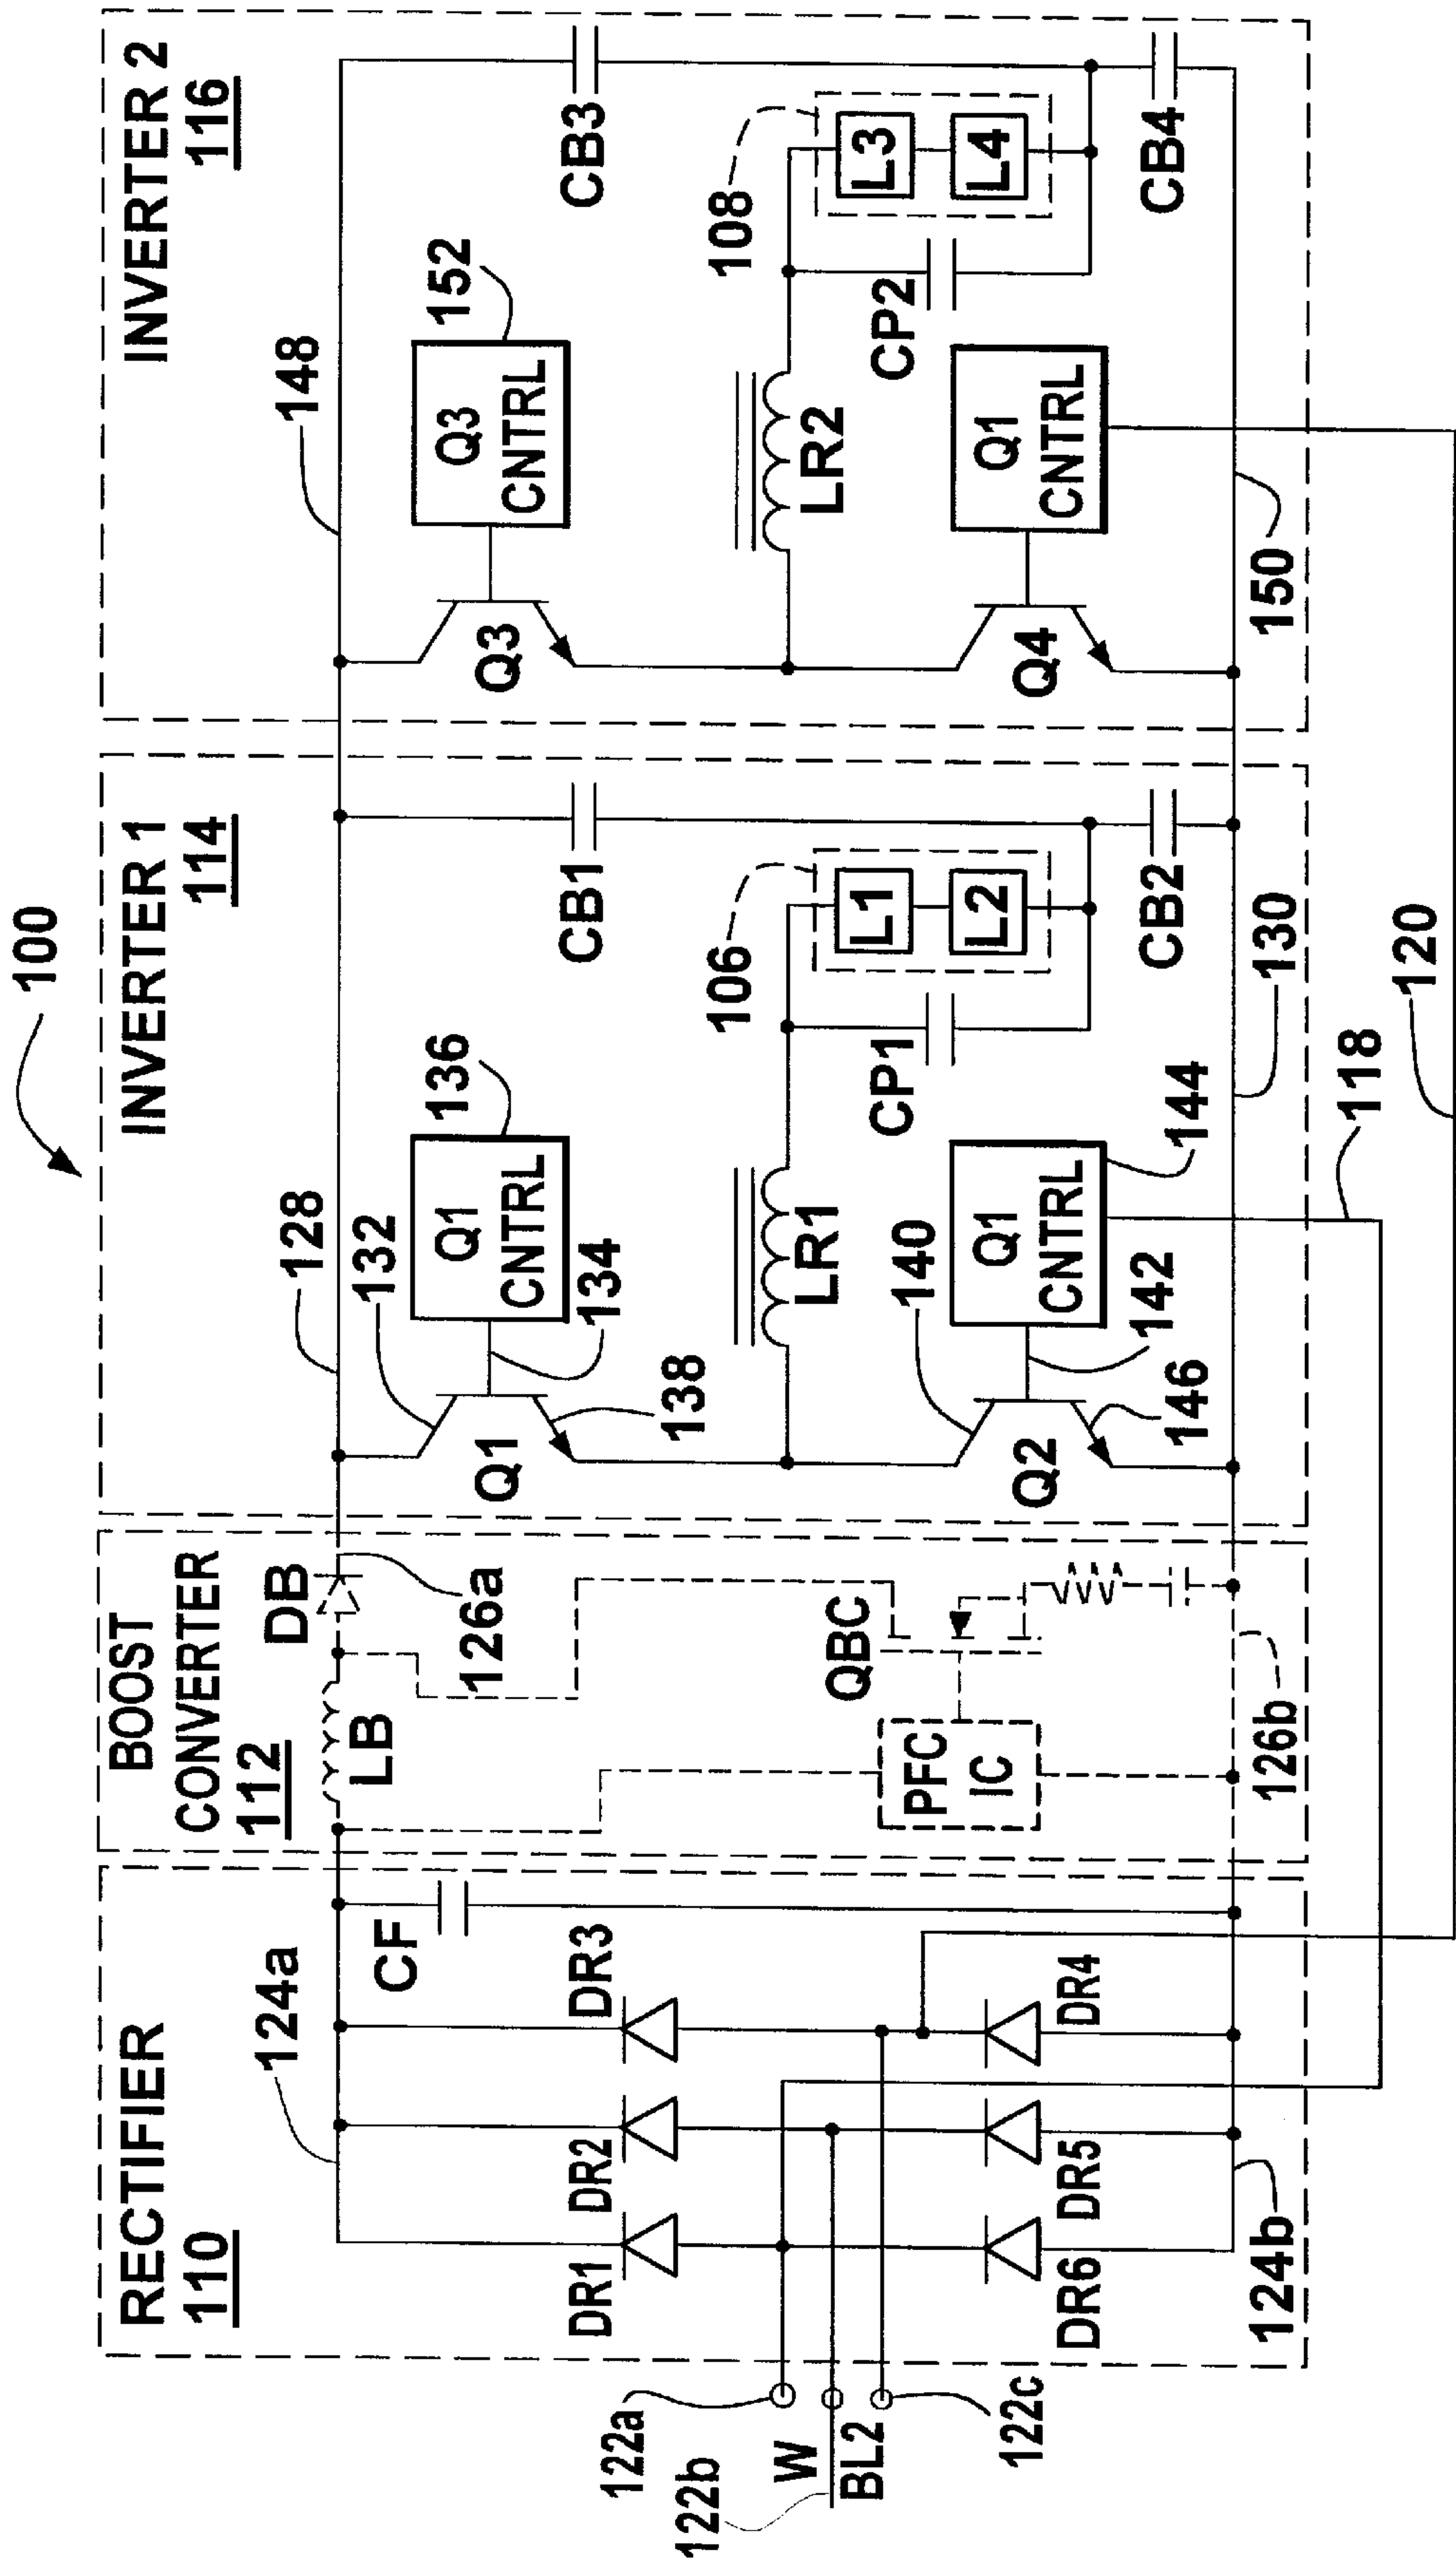 100
RECTIFIER
110
BOOST
CONVERTER
112
INVERTER 1
114
INVERTER 2
116
124a
CF
DR1
DR2
DR3
DR6
DR5
DR4
124b
122a
122b
W
BL2
122c
LB
DB
126a
QBC
PFC
IC
126b
128
132
Q1
CNTRL
136
134
138
Q1
LR1
140
Q2
Q1
CNTRL
144
142
146
CB1
106
L1
L2
CP1
CB2
130
118
120
148
Q3
CNTRL
152
Q3
LR2
Q4
Q1
CNTRL
150
CB3
108
L3
L4
CP2
CB4